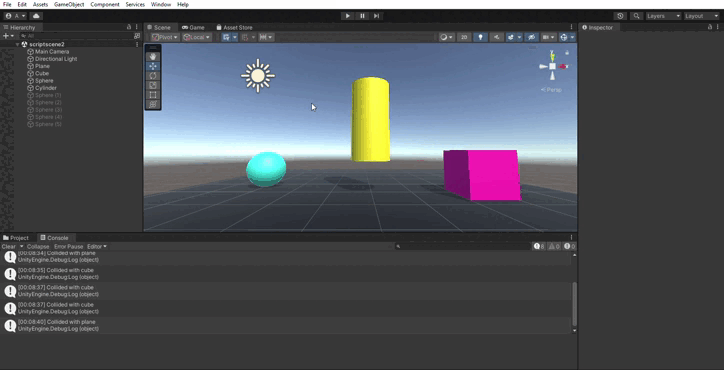 File Edit Assets GameObject Component Services Window Help
A
Layers Layout
Hierarchy
Scene Game Asset Store
Inspector
All
Pivot Local
2D
scriptscene2
Main Camera
Directional Light
Plane
Cube
Sphere
Cylinder
Sphere (1)
Sphere (2)
Sphere (3)
Sphere (4)
Sphere (5)
Persp
Project Console
Clear Collapse Error Pause Editor
[00:08:34] Collided with plane
UnityEngine.Debug:Log (object)
[00:08:35] Collided with cube
UnityEngine.Debug:Log (object)
[00:08:37] Collided with cube
UnityEngine.Debug:Log (object)
[00:08:37] Collided with cube
UnityEngine.Debug:Log (object)
[00:08:40] Collided with plane
UnityEngine.Debug:Log (object)